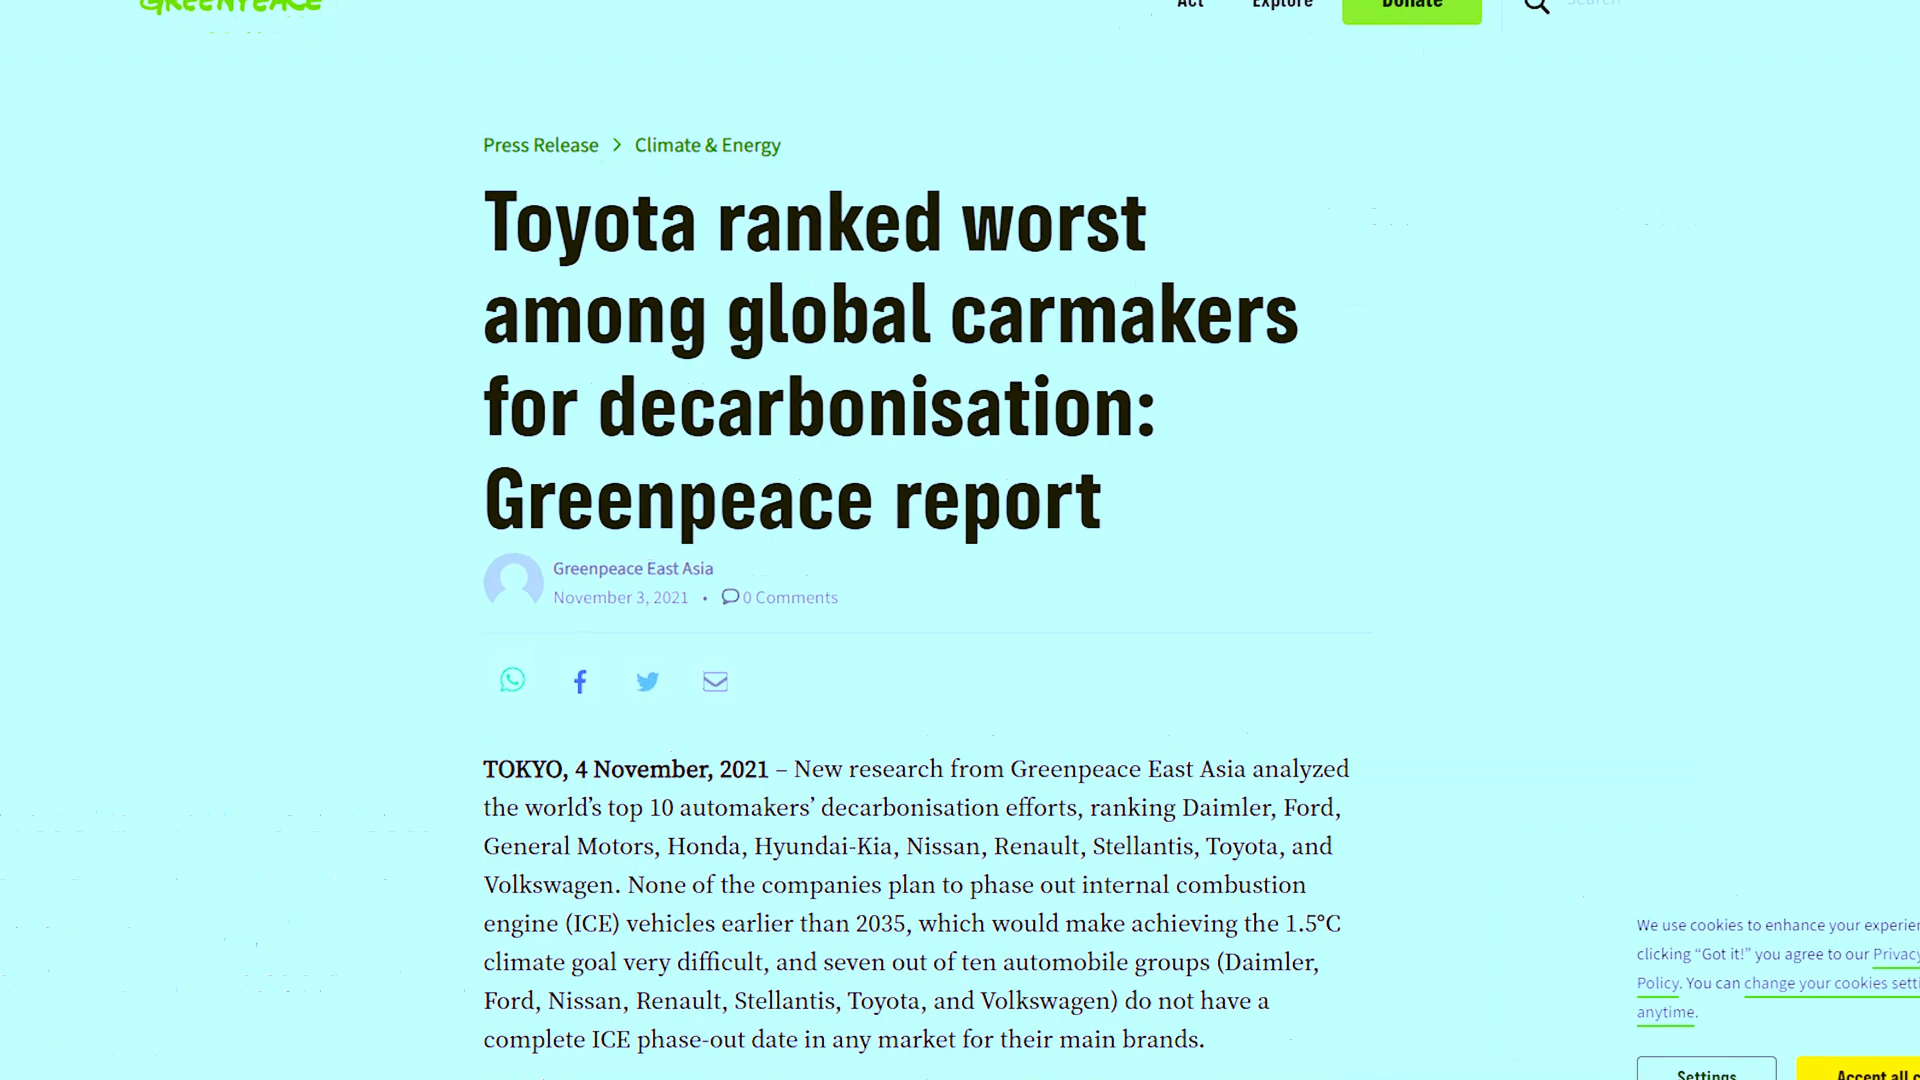 GREENPEACE
Act Explore Donate Search
Press Release > Climate & Energy
Toyota ranked worst
among global carmakers
for decarbonisation:
Greenpeace report
Greenpeace East Asia
November 3, 2021 • 0 Comments
TOKYO, 4 November, 2021 – New research from Greenpeace East Asia analyzed
the world’s top 10 automakers’ decarbonisation efforts, ranking Daimler, Ford,
General Motors, Honda, Hyundai-Kia, Nissan, Renault, Stellantis, Toyota, and
Volkswagen. None of the companies plan to phase out internal combustion
engine (ICE) vehicles earlier than 2035, which would make achieving the 1.5°C
climate goal very difficult, and seven out of ten automobile groups (Daimler,
Ford, Nissan, Renault, Stellantis, Toyota, and Volkswagen) do not have a
complete ICE phase-out date in any market for their main brands.
We use cookies to enhance your experien
clicking “Got it!” you agree to our Privacy
Policy. You can change your cookies setti
anytime.
Settings Accept all c